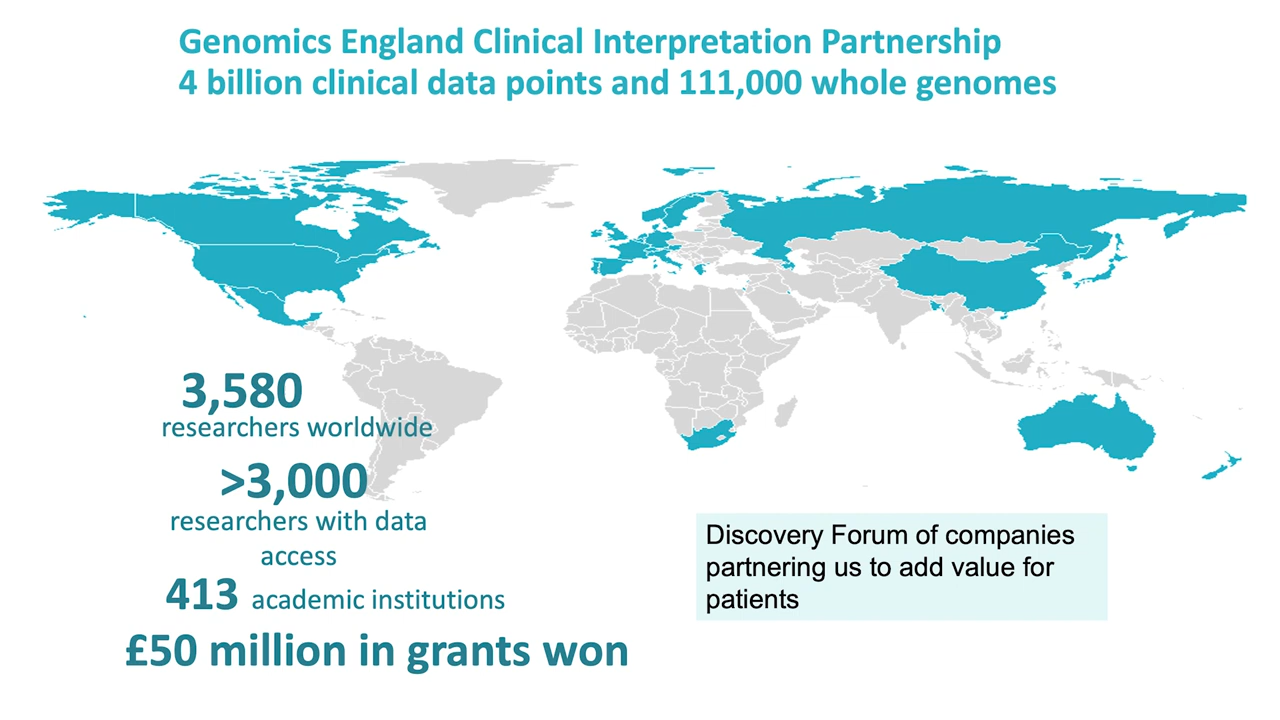 Genomics England Clinical Interpretation Partnership
4 billion clinical data points and 111,000 whole genomes
3,580
researchers worldwide
>3,000
researchers with data
access
413 academic institutions
£50 million in grants won
Discovery Forum of companies
partnering us to add value for
patients